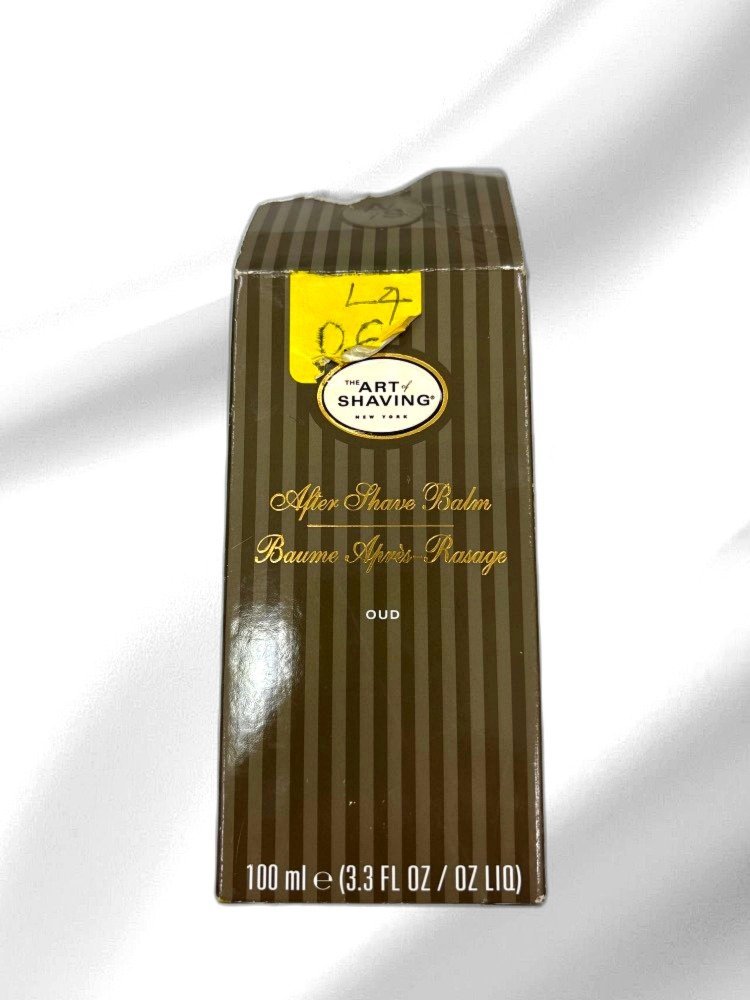 L7
THE ART of
SHAVING®
NEW YORK
After Shave Balm
Baume Après-Rasage
OUD
100 ml ℮ (3.3 FL OZ / OZ LIQ)